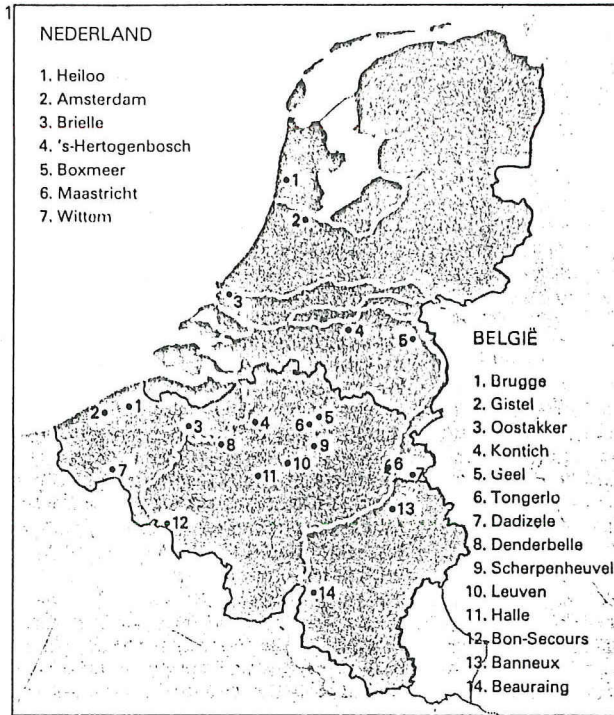 1
NEDERLAND
1. Heiloo
2. Amsterdam
3. Brielle
4. 's-Hertogenbosch
5. Boxmeer
6. Maastricht
7. Wittem
1
2
3
4
5
6
7
BELGIË
1. Brugge
2. Gistel
3. Oostakker
4. Kontich
5. Geel
6. Tongerlo
7. Dadizele
8. Denderbelle
9. Scherpenheuvel
10. Leuven
11. Halle
12. Bon-Secours
13. Banneux
14. Beauraing
1
2
3
4
5
6
7
8
9
10
11
12
13
14